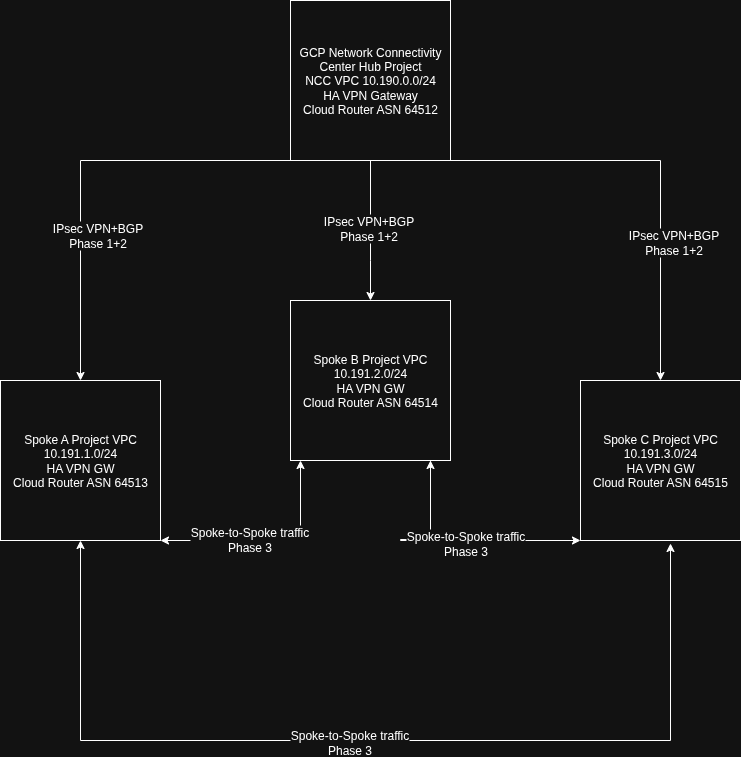 GCP Network Connectivity
Center Hub Project
NCC VPC 10.190.0.0/24
HA VPN Gateway
Cloud Router ASN 64512
IPsec VPN+BGP
Phase 1+2
IPsec VPN+BGP
Phase 1+2
IPsec VPN+BGP
Phase 1+2
Spoke B Project VPC
10.191.2.0/24
HA VPN GW
Cloud Router ASN 64514
Spoke A Project VPC
10.191.1.0/24
HA VPN GW
Cloud Router ASN 64513
Spoke C Project VPC
10.191.3.0/24
HA VPN GW
Cloud Router ASN 64515
Spoke-to-Spoke traffic
Phase 3
Spoke-to-Spoke traffic
Phase 3
Spoke-to-Spoke traffic
Phase 3